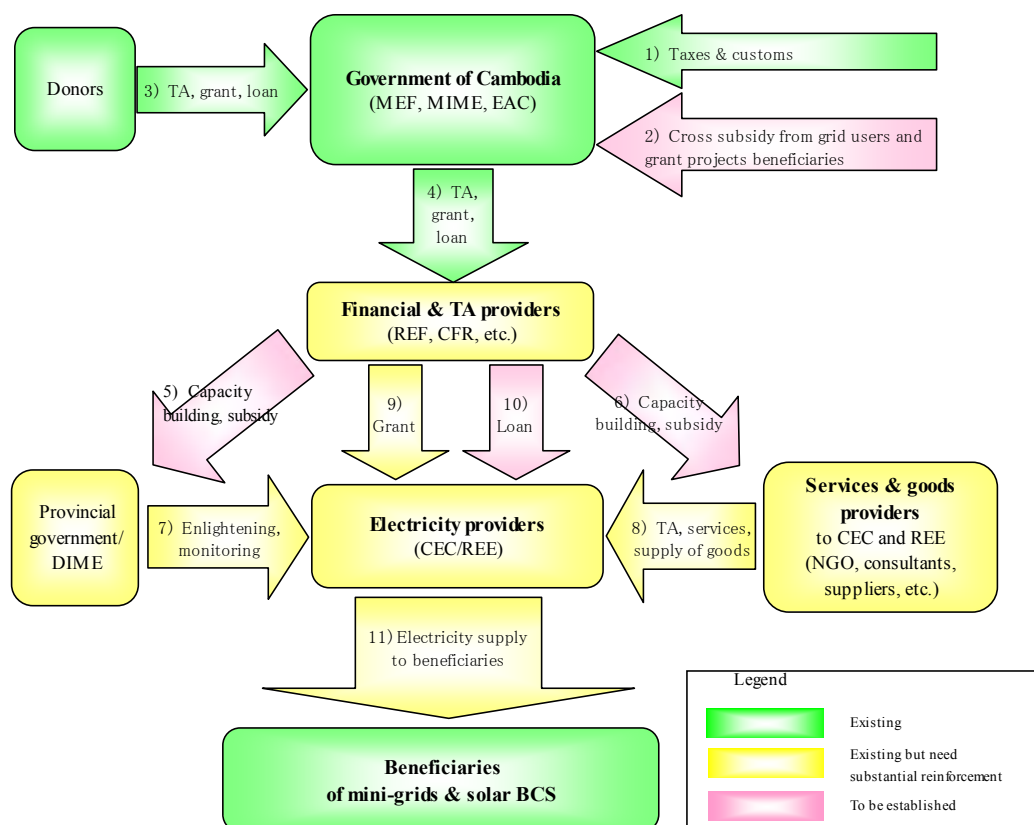 Donors
3) TA, grant, loan
Government of Cambodia
(MEF, MIME, EAC)
1) Taxes & customs
2) Cross subsidy from grid users and
grant projects beneficiaries
4) TA,
grant,
loan
Financial & TA providers
(REF, CFR, etc.)
5) Capacity
building, subsidy
9)
Grant
10)
Loan
6) Capacity
building, subsidy
Provincial
government/
DIME
7) Enlightening,
monitoring
Electricity providers
(CEC/REE)
8) TA, services,
supply of goods
Services & goods
providers
to CEC and REE
(NGO, consultants,
suppliers, etc.)
11) Electricity supply
to beneficiaries
Beneficiaries
of mini-grids & solar BCS
Legend
Existing
Existing but need
substantial reinforcement
To be established